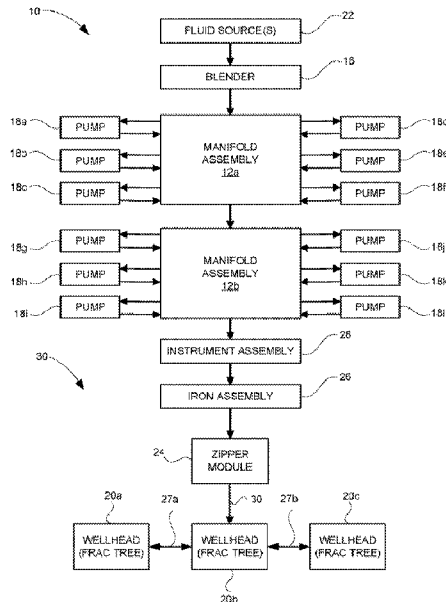 10
FLUID SOURCE(S)
22
BLENDER
16
18a
PUMP
PUMP
18d
18b
PUMP
MANIFOLD
ASSEMBLY
12a
PUMP
18e
18c
PUMP
PUMP
18f
18g
PUMP
PUMP
18j
18h
PUMP
MANIFOLD
ASSEMBLY
12b
PUMP
18k
18i
PUMP
PUMP
18l
INSTRUMENT ASSEMBLY
28
30
IRON ASSEMBLY
26
24
ZIPPER
MODULE
20a
27a
30
27b
20c
WELLHEAD
(FRAC TREE)
WELLHEAD
(FRAC TREE)
WELLHEAD
(FRAC TREE)
20b